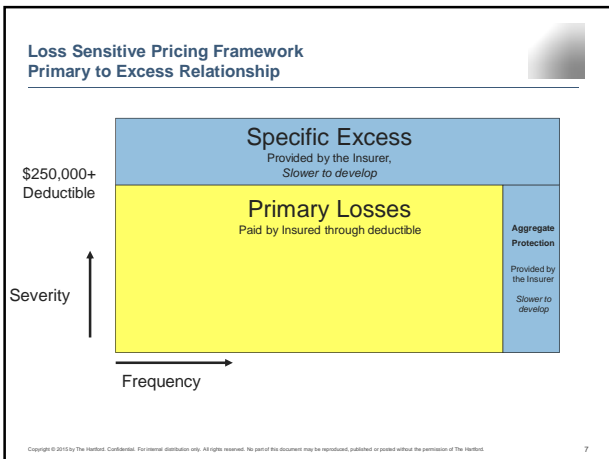 Loss Sensitive Pricing Framework
Primary to Excess Relationship
Specific Excess
Provided by the Insurer,
Slower to develop
$250,000+
Deductible
Primary Losses
Paid by Insured through deductible
Aggregate
Protection
Provided by
the Insurer
Slower to
develop
Severity
Frequency
Copyright © 2015 by The Hartford. Confidential. For internal distribution only. All rights reserved. No part of this document may be reproduced, published or posted without the permission of The Hartford.
7